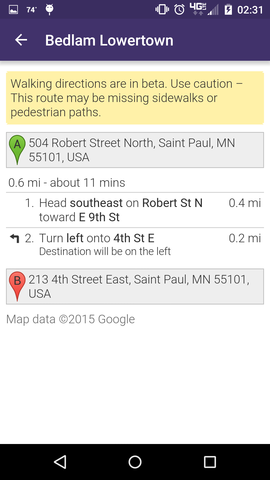 74° 4G 02:31
Bedlam Lowertown
Walking directions are in beta. Use caution –
This route may be missing sidewalks or
pedestrian paths.
A 504 Robert Street North, Saint Paul, MN
55101, USA
0.6 mi - about 11 mins
1. Head southeast on Robert St N 0.4 mi
toward E 9th St
2. Turn left onto 4th St E 0.2 mi
Destination will be on the left
B 213 4th Street East, Saint Paul, MN 55101,
USA
Map data ©2015 Google